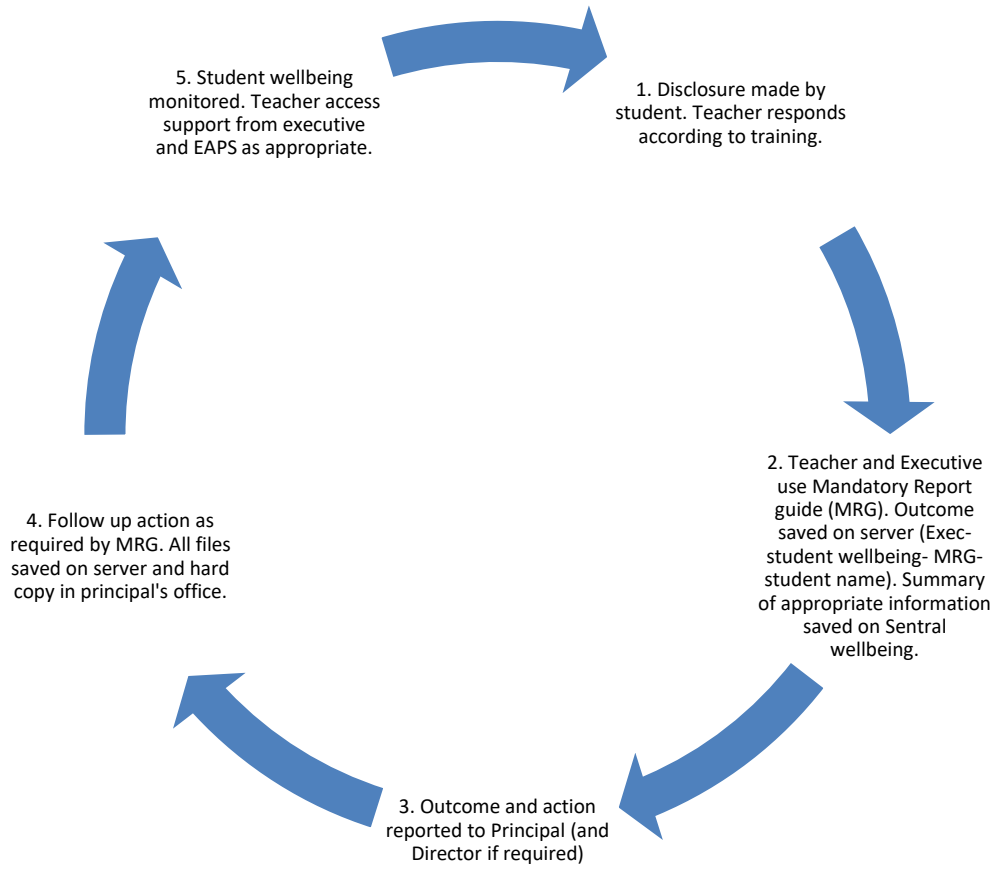 1. Disclosure made by
student. Teacher responds
according to training.
2. Teacher and Executive
use Mandatory Report
guide (MRG). Outcome
saved on server (Exec-
student wellbeing- MRG-
student name). Summary
of appropriate information
saved on Sentral
wellbeing.
3. Outcome and action
reported to Principal (and
Director if required)
4. Follow up action as
required by MRG. All files
saved on server and hard
copy in principal's office.
5. Student wellbeing
monitored. Teacher access
support from executive
and EAPS as appropriate.